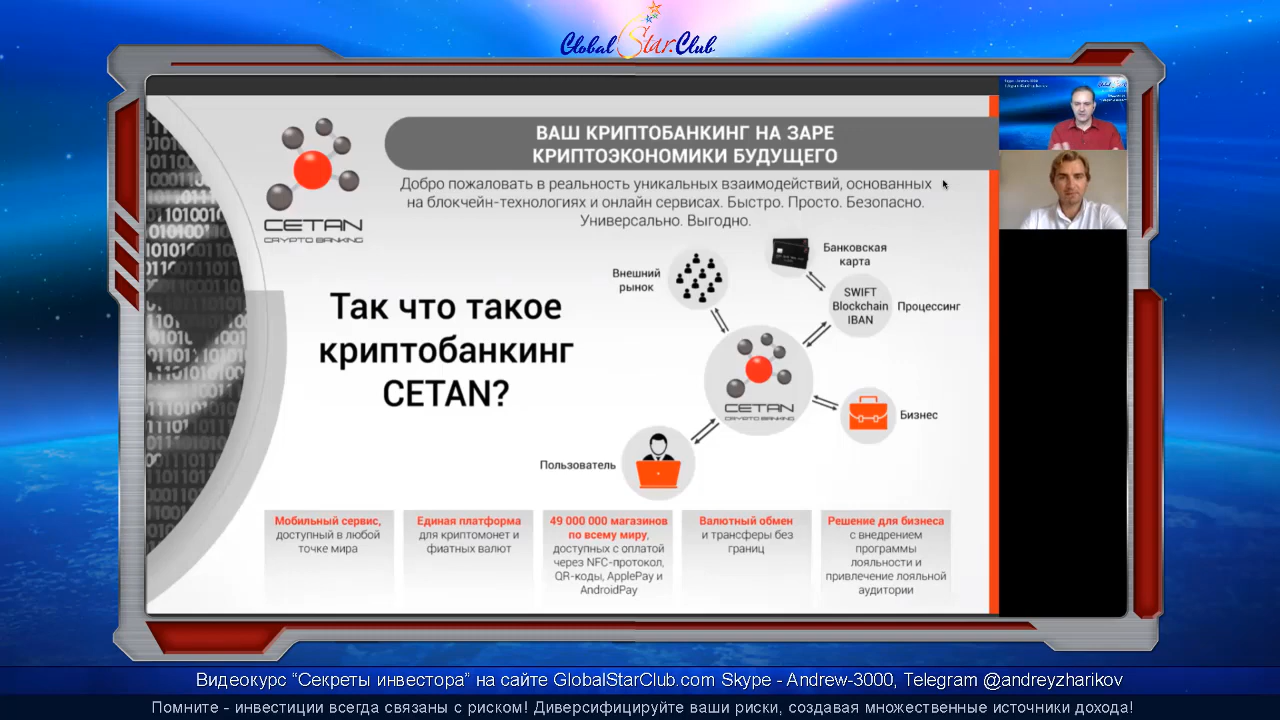 Global Star.Club
ВАШ КРИПТОБАНКИНГ НА ЗАРЕ
КРИПТОЭКОНОМИКИ БУДУЩЕГО
Добро пожаловать в реальность уникальных взаимодействий, основанных
на блокчейн-технологиях и онлайн сервисах. Быстро. Просто. Безопасно.
Универсально. Выгодно.
CETAN
CRYPTO BANKING
Так что такое
криптобанкинг
CETAN?
Внешний
рынок
Банковская
карта
SWIFT
Blockchain
IBAN
Процессинг
CETAN
CRYPTO BANKING
Бизнес
Пользователь
Мобильный сервис,
доступный в любой
точке мира
Единая платформа
для криптомонет и
фиатных валют
49 000 000 магазинов
по всему миру,
доступных с оплатой
через NFC-протокол,
QR-коды, ApplePay и
AndroidPay
Валютный обмен
и трансферы без
границ
Решение для бизнеса
с внедрением
программы
лояльности и
привлечение лояльной
аудитории
Видеокурс “Секреты инвестора” на сайте GlobalStarClub.com Skype - Andrew-3000, Telegram @andreyzharikov
Помните - инвестиции всегда связаны с риском! Диверсифицируйте ваши риски, создавая множественные источники дохода!